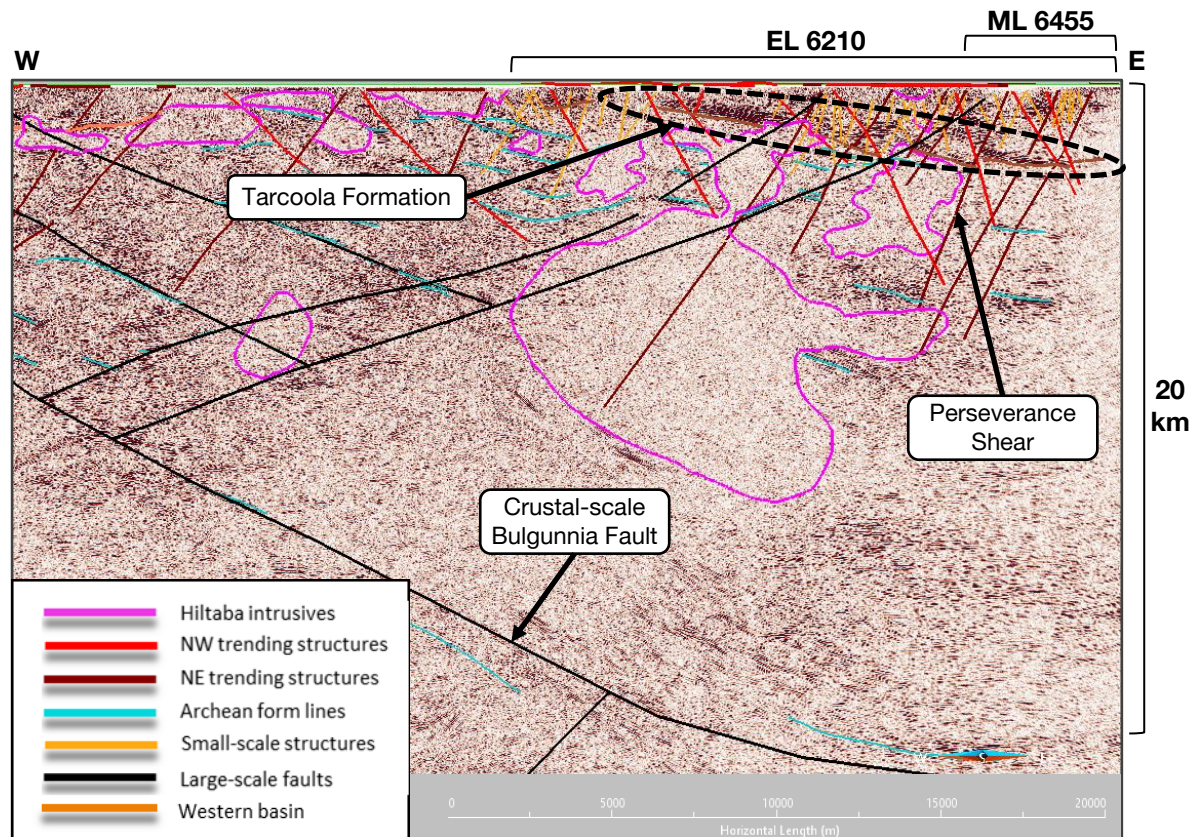 ML 6455
EL 6210
W
E
Tarcoola Formation
Perseverance
Shear
20
km
Crustal-scale
Bulgunnia Fault
Hiltaba intrusives
NW trending structures
NE trending structures
Archean form lines
Small-scale structures
Large-scale faults
Western basin
S
0 5000 10000 15000 20000
Horizontal Length (m)